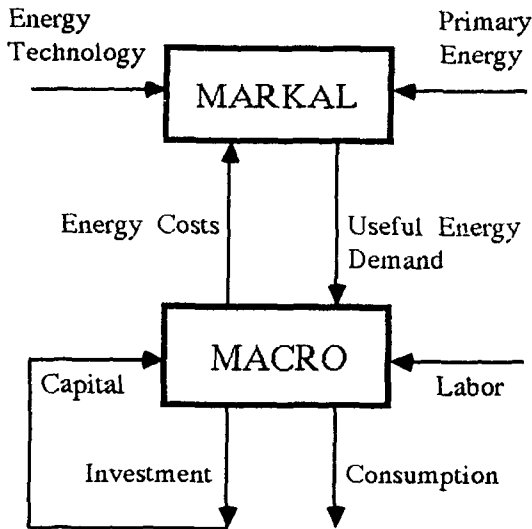 Energy
Technology
Primary
Energy
MARKAL
Energy Costs
Useful Energy
Demand
MACRO
Capital
Labor
Investment
Consumption